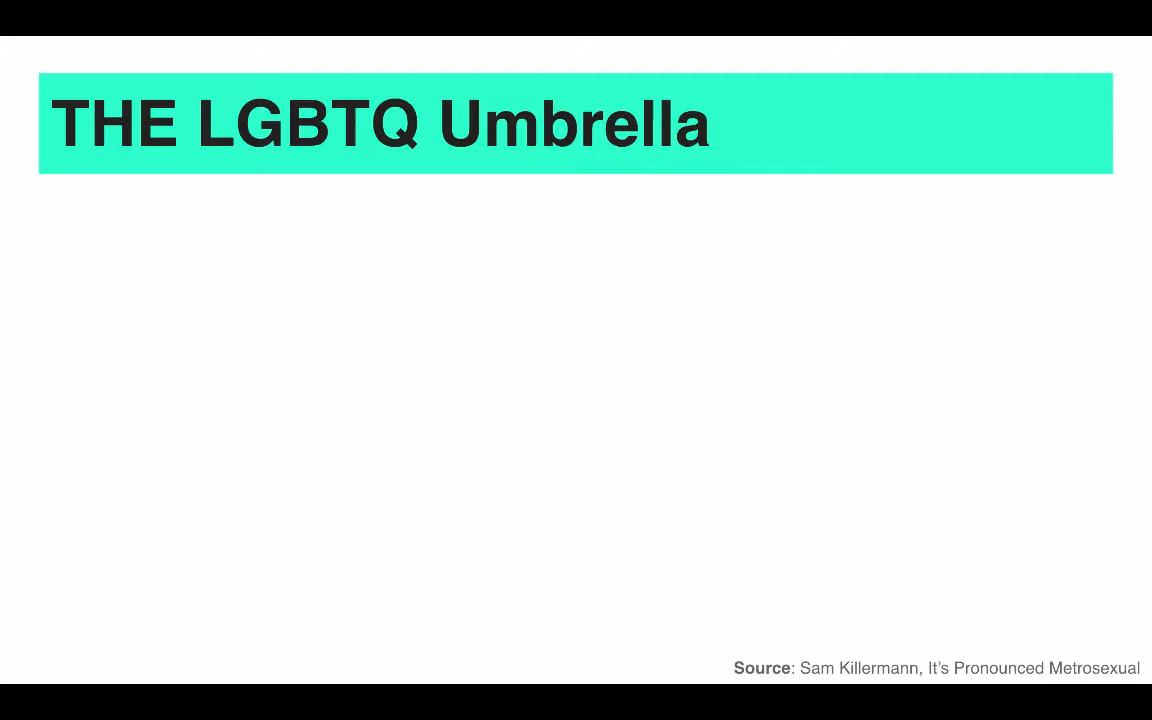 THE LGBTQ Umbrella
Source: Sam Killermann, It’s Pronounced Metrosexual